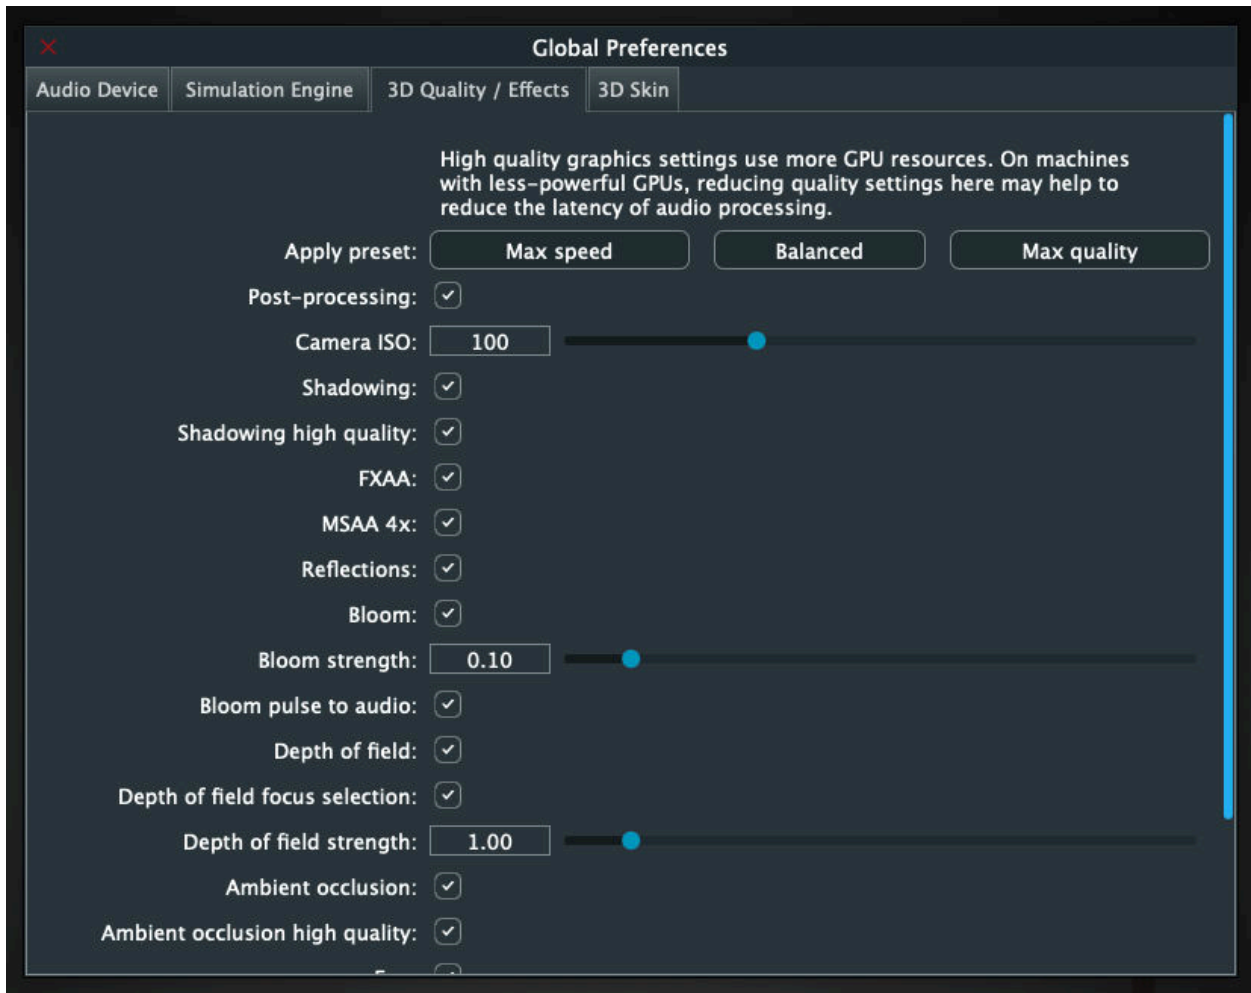 Global Preferences
Audio Device Simulation Engine 3D Quality / Effects 3D Skin
High quality graphics settings use more GPU resources. On machines
with less-powerful GPUs, reducing quality settings here may help to
reduce the latency of audio processing.
Apply preset: Max speed Balanced Max quality
Post-processing:
Camera ISO: 100
Shadowing:
Shadowing high quality:
FXAA:
MSAA 4x:
Reflections:
Bloom:
Bloom strength: 0.10
Bloom pulse to audio:
Depth of field:
Depth of field focus selection:
Depth of field strength: 1.00
Ambient occlusion:
Ambient occlusion high quality: